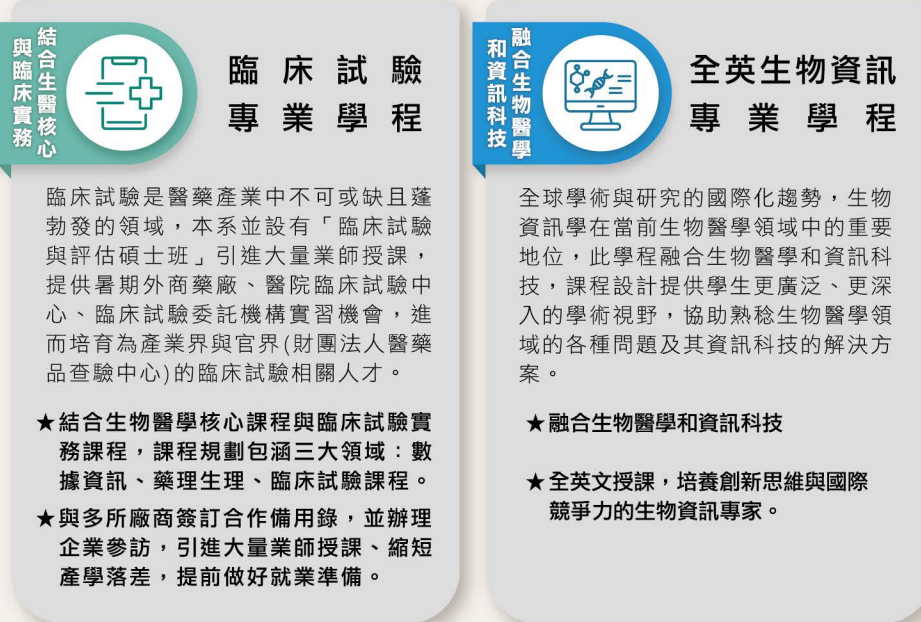 結合生醫核心
與臨床實務
臨床試驗
專業學程
臨床試驗是醫藥產業中不可或缺且蓬
勃發的領域，本系並設有「臨床試驗
與評估碩士班」引進大量業師授課，
提供暑期外商藥廠、醫院臨床試驗中
心、臨床試驗委託機構實習機會，進
而培育為產業界與官界(財團法人醫藥
品查驗中心)的臨床試驗相關人才。
★結合生物醫學核心課程與臨床試驗實
務課程，課程規劃包涵三大領域：數
據資訊、藥理生理、臨床試驗課程。
★與多所廠商簽訂合作備用錄，並辦理
企業參訪，引進大量業師授課、縮短
產學落差，提前做好就業準備。
融合生物醫學
和資訊科技
全英生物資訊
專業學程
全球學術與研究的國際化趨勢，生物
資訊學在當前生物醫學領域中的重要
地位，此學程融合生物醫學和資訊科
技，課程設計提供學生更廣泛、更深
入的學術視野，協助熟稔生物醫學領
域的各種問題及其資訊科技的解決方
案。
★融合生物醫學和資訊科技
★全英文授課，培養創新思維與國際
競爭力的生物資訊專家。